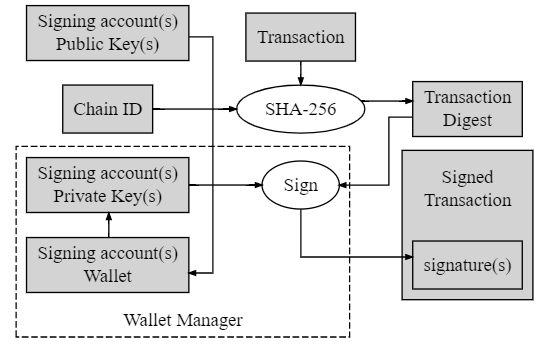 Signing account(s)
Public Key(s)
Transaction
Chain ID
SHA-256
Transaction
Digest
Signing account(s)
Private Key(s)
Sign
Signed
Transaction
Signing account(s)
Wallet
signature(s)
Wallet Manager